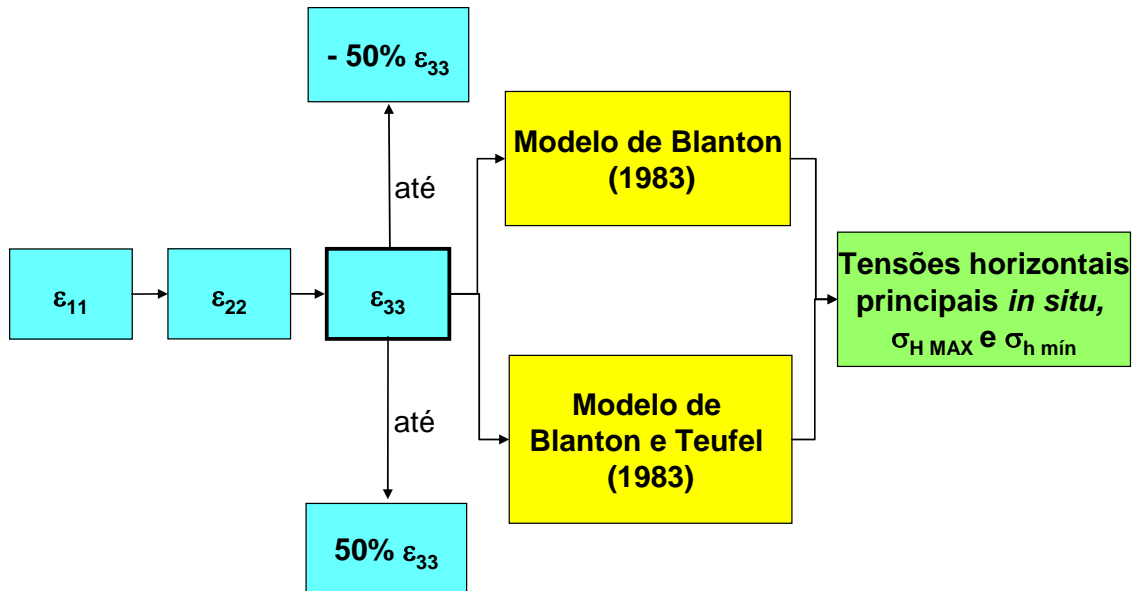 - 50% ε33
Modelo de Blanton
(1983)
até
ε11
ε22
ε33
Tensões horizontais
principais in situ,
σH MAX e σh mín
até
Modelo de
Blanton e Teufel
(1983)
50% ε33